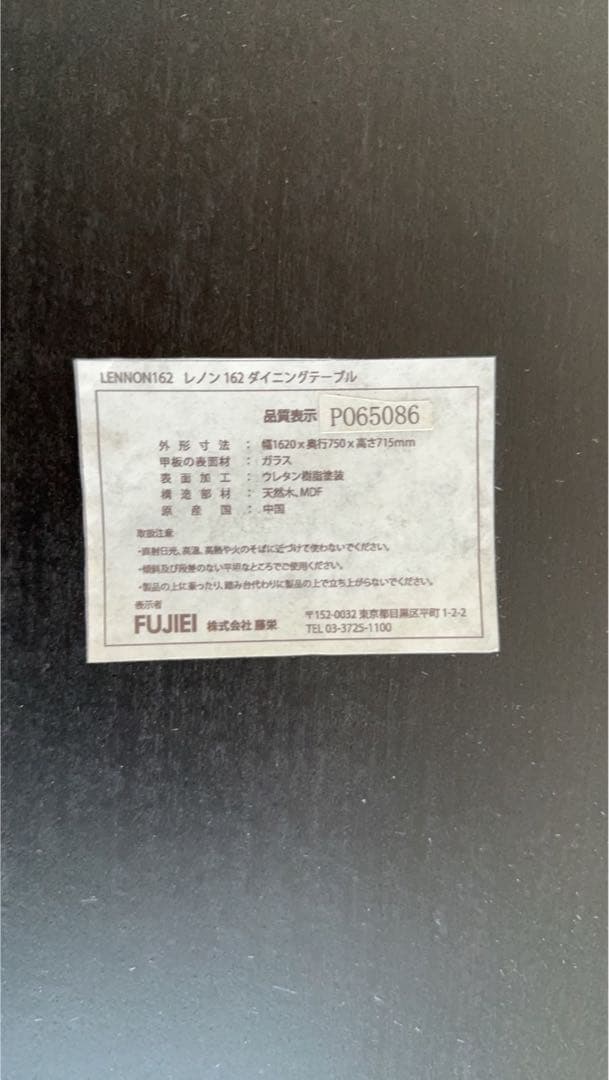 LENNON162 レノン 162 ダイニングテーブル
品質表示 P065086
外形寸法 : 幅1620 x 奥行750 x 高さ715mm
甲板の表面材 : ガラス
表面加工 : ウレタン樹脂塗装
構造部材 : 天然木、MDF
原産国 : 中国
取扱注意
・直射日光、高温、高熱や火のそばに近づけて使わないでください。
・傾斜及び段差のない平坦なところでご使用ください。
・製品の上に乗ったり、踏み台代わりに製品の上で立ち上がらないでください。
表示者
FUJIEI 株式会社 藤栄
〒152-0032 東京都目黒区平町 1-2-2
TEL 03-3725-1100